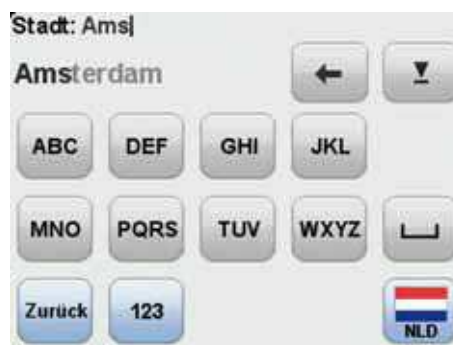 Stadt: Ams
Amsterdam
ABC DEF GHI JKL
MNO PQRS TUV WXYZ
Zurück 123 NLD